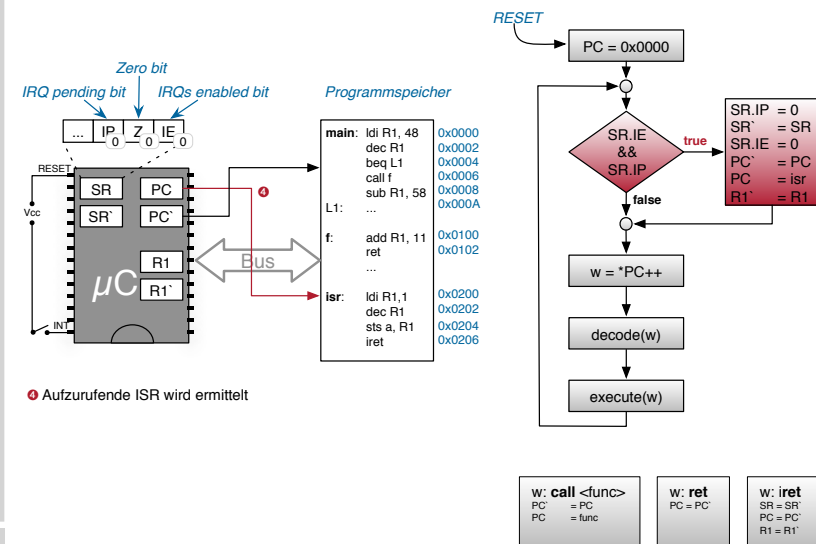 RESET
PC = 0x0000
Zero bit
IRQ pending bit
IRQs enabled bit
Programmspeicher
... IP Z IE
0 0 0
RESET
Vcc
INT
SR PC
SR` PC`
R1
R1`
µC
Bus
❹
main: ldi R1, 48 0x0000
dec R1 0x0002
beq L1 0x0004
call f 0x0006
sub R1, 58 0x0008
L1: ... 0x000A
f: add R1, 11 0x0100
ret 0x0102
...
isr: ldi R1,1 0x0200
dec R1 0x0202
sts a, R1 0x0204
iret 0x0206
❹ Aufzurufende ISR wird ermittelt
SR.IE
&&
SR.IP
true
false
SR.IP = 0
SR` = SR
SR.IE = 0
PC` = PC
PC = isr
R1` = R1
w = *PC++
decode(w)
execute(w)
w: call <func>
PC` = PC
PC = func
w: ret
PC = PC`
w: iret
SR = SR`
PC = PC`
R1 = R1`